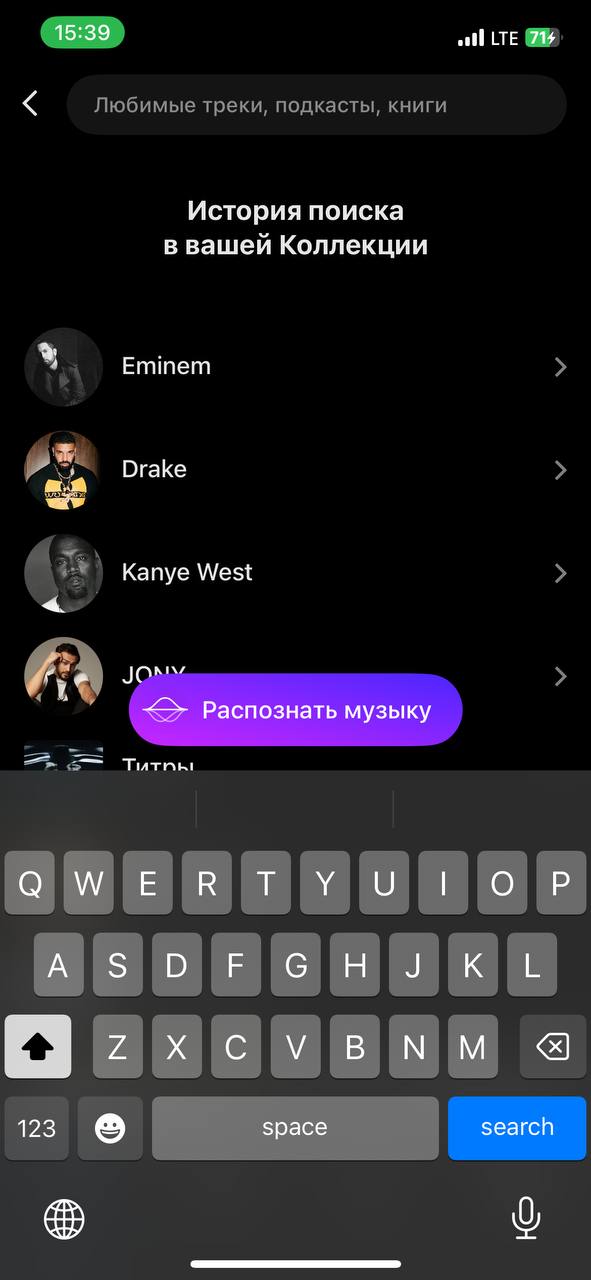 15:39
LTE 71
Любимые треки, подкасты, книги
История поиска
в вашей Коллекции
Eminem
Drake
Kanye West
JONY
Распознать музыку
Титры
Q W E R T Y U I O P
A S D F G H J K L
Z X C V B N M
123 space search